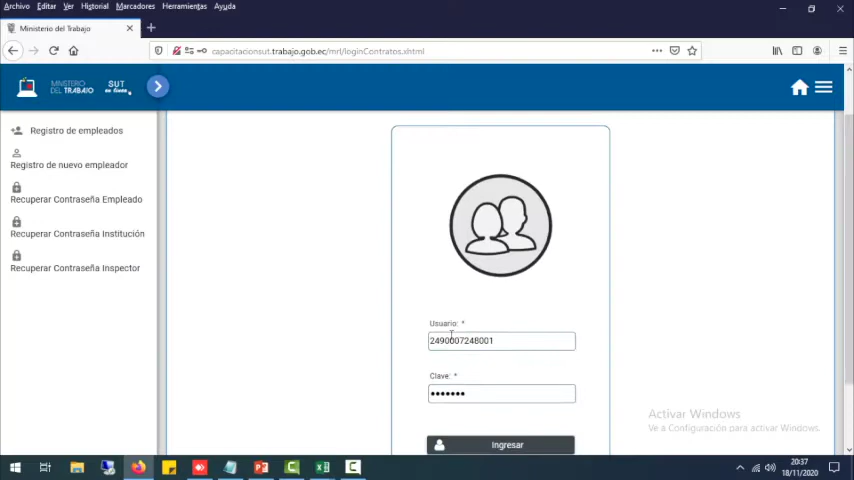 Archivo Editar Ver Historial Marcadores Herramientas Ayuda
Ministerio del Trabajo
capacitacionsut.trabajo.gob.ec/mrl/loginContratos.xhtml
MINISTERIO
DEL TRABAJO
SUT
en línea
Registro de empleados
Registro de nuevo empleador
Recuperar Contraseña Empleado
Recuperar Contraseña Institución
Recuperar Contraseña Inspector
Usuario: *
2490007248001
Clave: *
•••••••
Ingresar
Activar Windows
Ve a Configuración para activar Windows.
20:37
18/11/2020